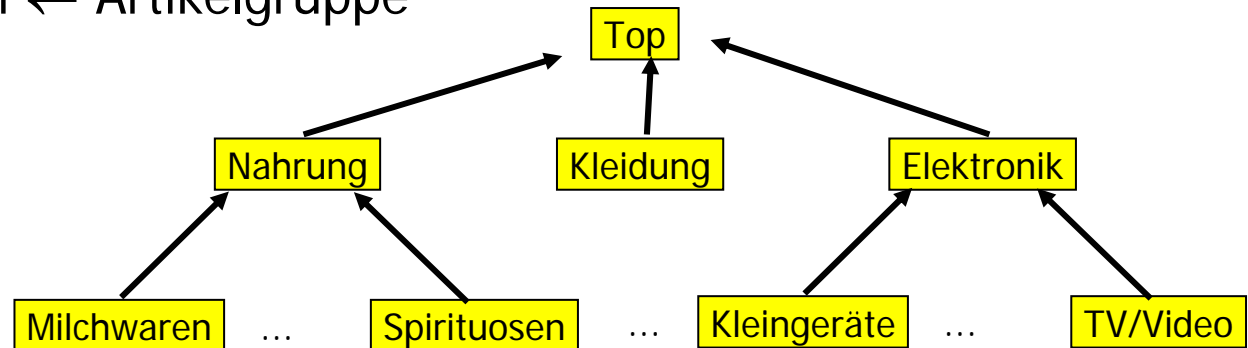 ← Artikelgruppe
Top
Nahrung Kleidung Elektronik
Milchwaren ... Spirituosen ... Kleingeräte ... TV/Video